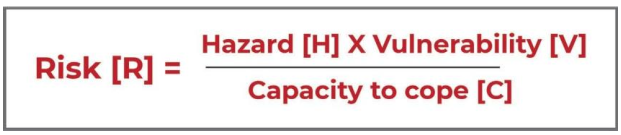 Risk [R] = Hazard [H] X Vulnerability [V]
Capacity to cope [C]